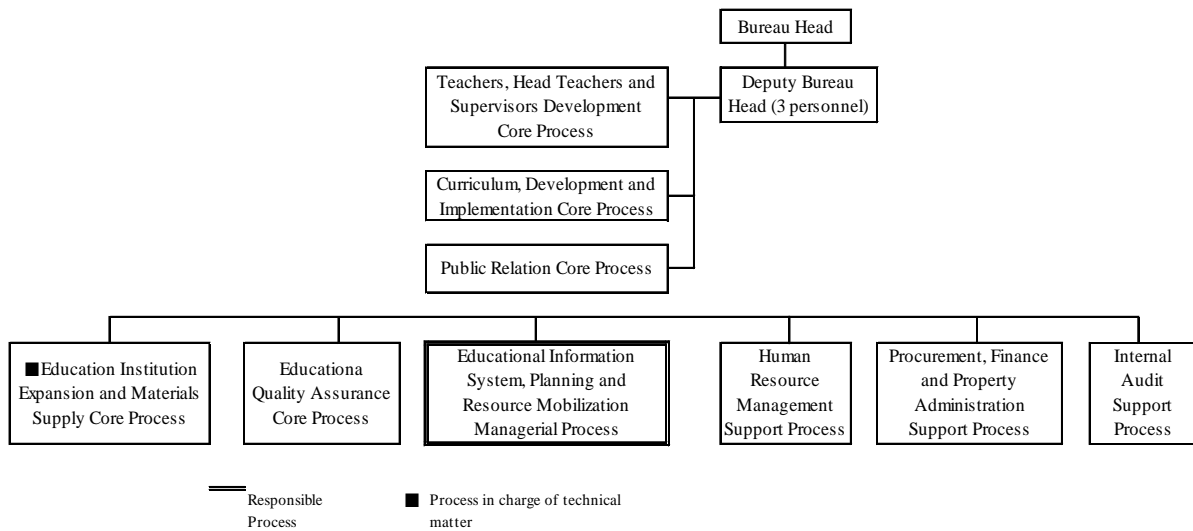 Bureau Head
Deputy Bureau
Head (3 personnel)
Teachers, Head Teachers and
Supervisors Development
Core Process
Curriculum, Development and
Implementation Core Process
Public Relation Core Process
■Education Institution
Expansion and Materials
Supply Core Process
Educationa
Quality Assurance
Core Process
Educational Information
System, Planning and
Resource Mobilization
Managerial Process
Human
Resource
Management
Support Process
Procurement, Finance
and Property
Administration
Support Process
Internal
Audit
Support
Process
Responsible
Process
■ Process in charge of technical
matter